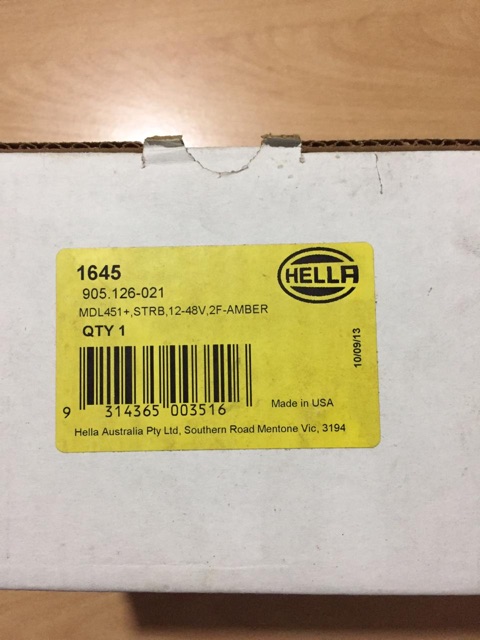 1645
HELLA
905.126-021
MDL451+,STRB,12-48V,2F-AMBER
QTY 1
10/09/13
9 314365 003516
Made in USA
Hella Australia Pty Ltd, Southern Road Mentone Vic, 3194